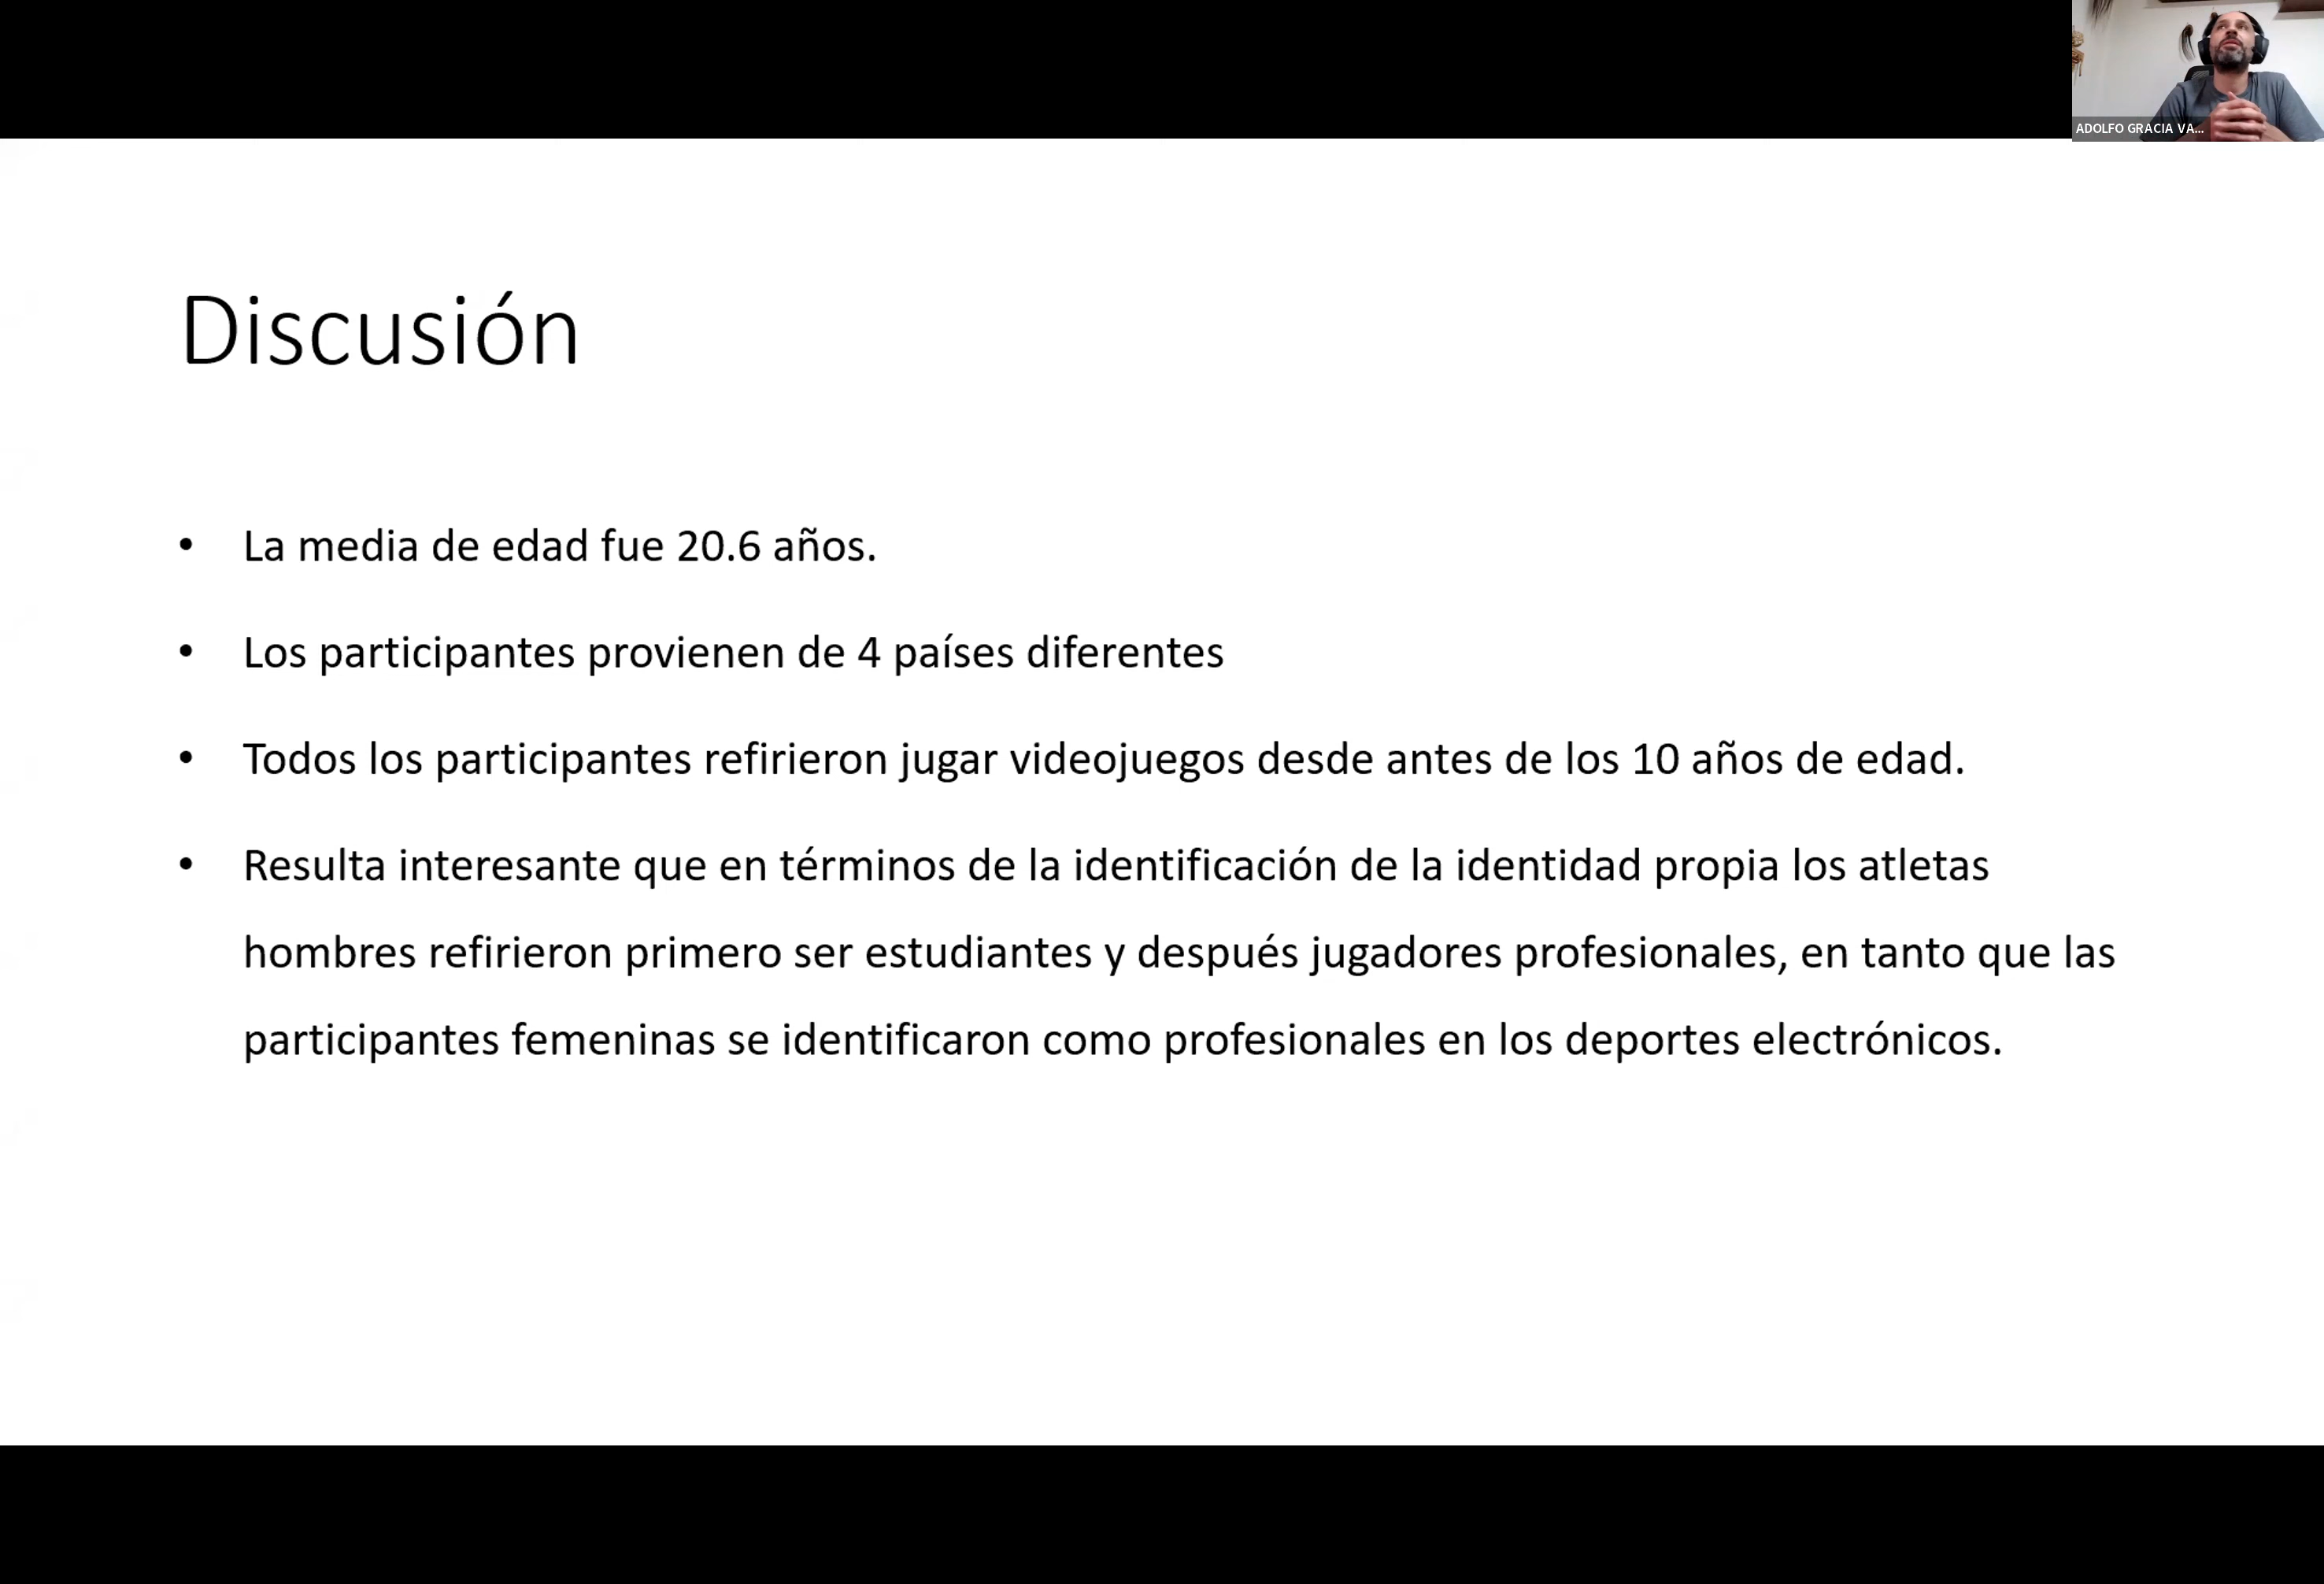 ADOLFO GRACIA VA...
Discusión
• La media de edad fue 20.6 años.
• Los participantes provienen de 4 países diferentes
• Todos los participantes refirieron jugar videojuegos desde antes de los 10 años de edad.
• Resulta interesante que en términos de la identificación de la identidad propia los atletas
hombres refirieron primero ser estudiantes y después jugadores profesionales, en tanto que las
participantes femeninas se identificaron como profesionales en los deportes electrónicos.